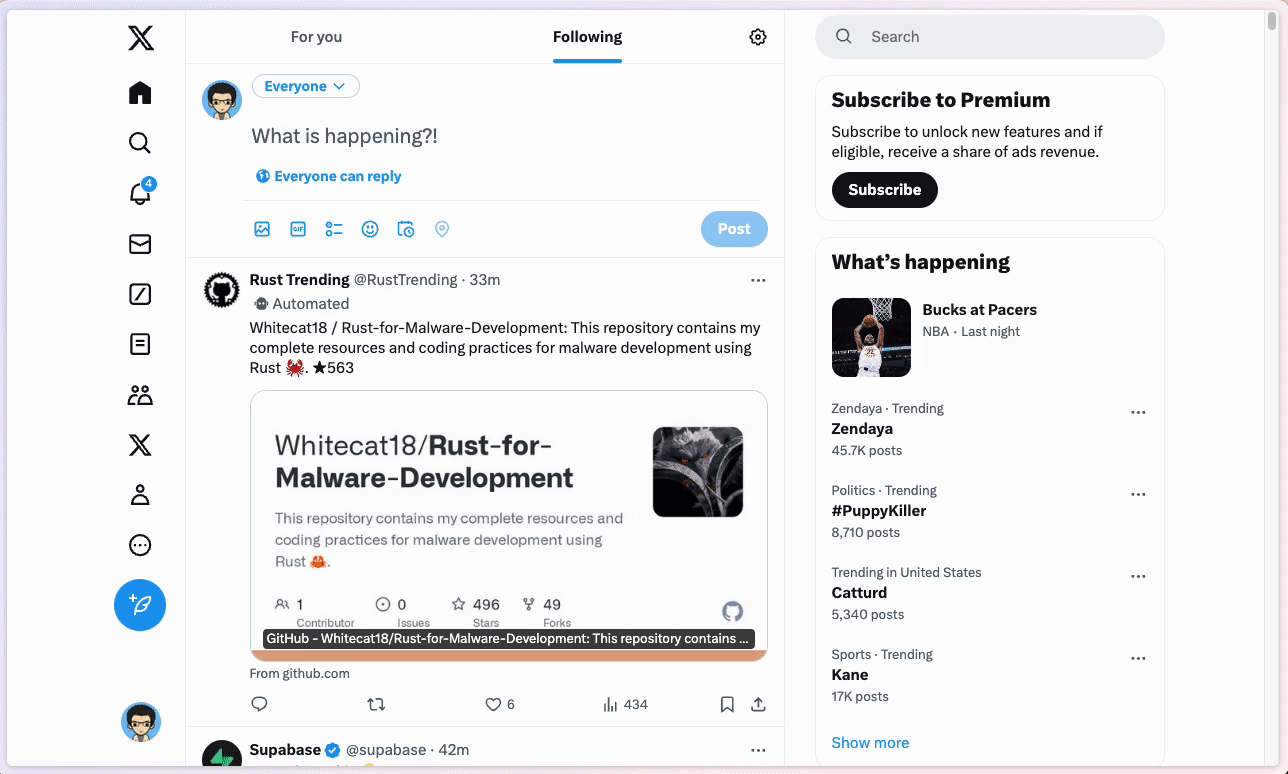 For you
Following
Everyone
What is happening?!
Everyone can reply
GIF
Post
4
Rust Trending @RustTrending · 33m
Automated
Whitecat18 / Rust-for-Malware-Development: This repository contains my
complete resources and coding practices for malware development using
Rust 🦀. ★563
Whitecat18/Rust-for-
Malware-Development
This repository contains my complete resources and
coding practices for malware development using
Rust 🦀.
1 0 496 49
Contributor Issues Stars Forks
GitHub - Whitecat18/Rust-for-Malware-Development: This repository contains ...
From github.com
6 434
Supabase @supabase · 42m
Search
Subscribe to Premium
Subscribe to unlock new features and if
eligible, receive a share of ads revenue.
Subscribe
What's happening
Bucks at Pacers
NBA · Last night
Zendaya · Trending
Zendaya
45.7K posts
Politics · Trending
#PuppyKiller
8,710 posts
Trending in United States
Catturd
5,340 posts
Sports · Trending
Kane
17K posts
Show more